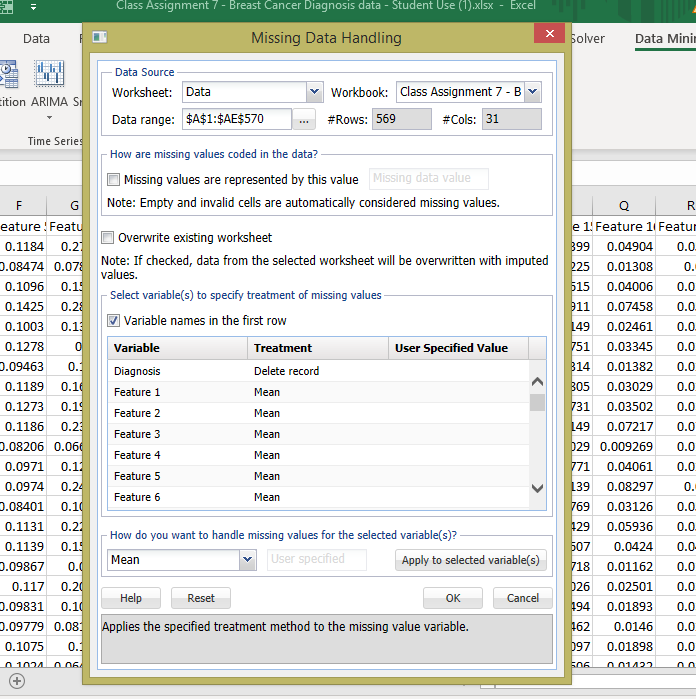 Class Assignment 7 - Breast Cancer Diagnosis data - Student Use (1).xlsx - Excel
Data
Missing Data Handling
Solver
Data Mini
tition ARIMA
Time Series
Data Source
Worksheet: Data Workbook: Class Assignment 7 - B
Data range: $A$1:$AE$570 ... #Rows: 569 #Cols: 31
How are missing values coded in the data?
Missing values are represented by this value Missing data value
Note: Empty and invalid cells are automatically considered missing values.
Overwrite existing worksheet
Note: If checked, data from the selected worksheet will be overwritten with imputed
values.
Select variable(s) to specify treatment of missing values
Variable names in the first row
Variable Treatment User Specified Value
Diagnosis Delete record
Feature 1 Mean
Feature 2 Mean
Feature 3 Mean
Feature 4 Mean
Feature 5 Mean
Feature 6 Mean
How do you want to handle missing values for the selected variable(s)?
Mean User specified Apply to selected variable(s)
Help Reset OK Cancel
Applies the specified treatment method to the missing value variable.
F G
eature Featu
0.1184 0.27
0.08474 0.078
0.1096 0.15
0.1425 0.28
0.1003 0.13
0.1278 0
0.09463 0.1
0.1189 0.16
0.1273 0.19
0.1186 0.23
0.08206 0.066
0.0971 0.12
0.0974 0.24
0.08401 0.10
0.1131 0.22
0.1139 0.15
0.09867 0.0
0.117 0.20
0.09831 0.10
0.09779 0.081
0.1075 0.1
0.1024 0.064
Q R
e 15 Feature 16 Featur
399 0.04904 0.0
225 0.01308 0.
515 0.04006 0.0
911 0.07458 0.0
149 0.02461 0.0
751 0.03345 0.0
314 0.01382 0.0
805 0.03029 0.0
731 0.03502 0.0
149 0.07217 0.0
029 0.009269 0.0
771 0.04061 0.0
139 0.08297 0.
769 0.03126 0.0
429 0.05936 0.0
607 0.0424 0.0
718 0.01162 0.0
026 0.02501 0.0
494 0.01893 0.0
462 0.0146 0.0
097 0.01898 0.0
606 0.01432 0.0